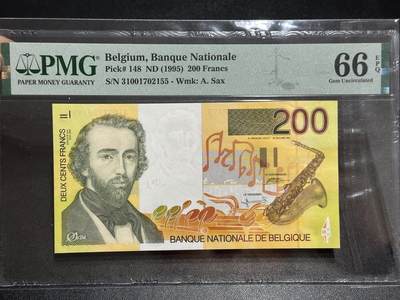 PMG
PAPER MONEY GUARANTY
Belgium, Banque Nationale
Pick# 148 ND (1995) 200 Francs
S/N 31001702155 - Wmk: A. Sax
66 EPQ
Gem Uncirculated
200
DEUX CENTS FRANCS
BANQUE NATIONALE DE BELGIQUE